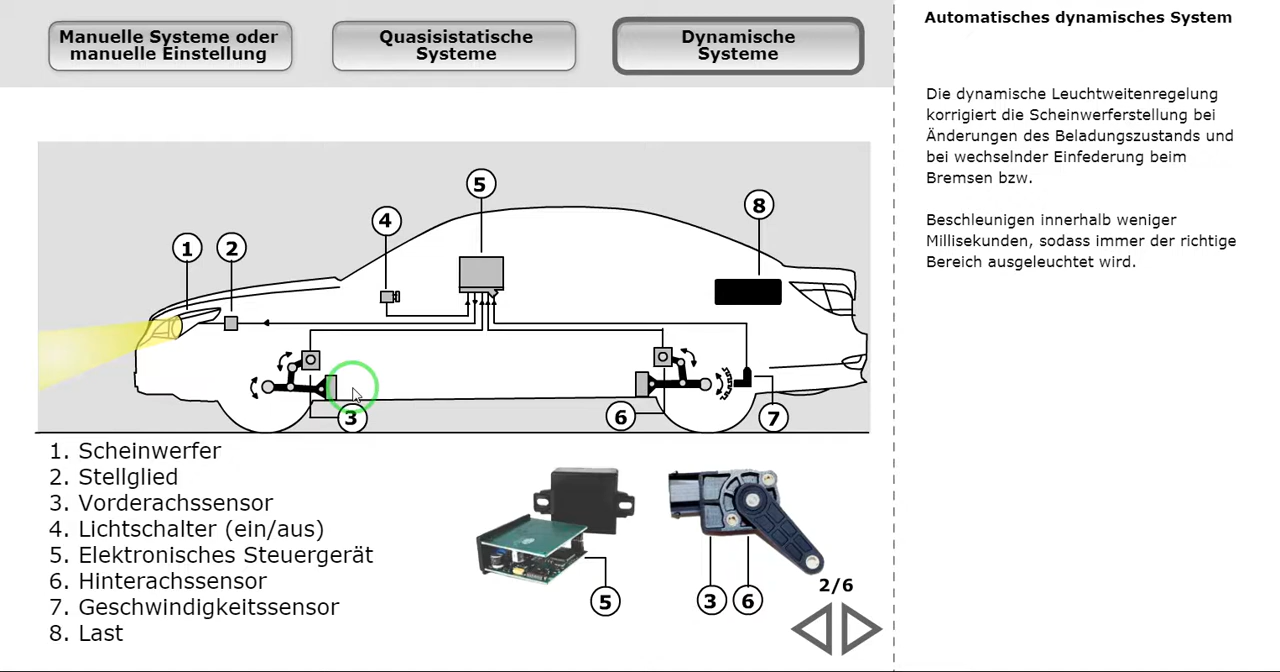 Manuelle Systeme oder
manuelle Einstellung
Quasisistatische
Systeme
Dynamische
Systeme
5
8
4
1
2
3
6
7
1. Scheinwerfer
2. Stellglied
3. Vorderachssensor
4. Lichtschalter (ein/aus)
5. Elektronisches Steuergerät
6. Hinterachssensor
7. Geschwindigkeitssensor
8. Last
5
3
6
2/6
Automatisches dynamisches System
Die dynamische Leuchtweitenregelung
korrigiert die Scheinwerferstellung bei
Änderungen des Beladungszustands und
bei wechselnder Einfederung beim
Bremsen bzw.
Beschleunigen innerhalb weniger
Millisekunden, sodass immer der richtige
Bereich ausgeleuchtet wird.